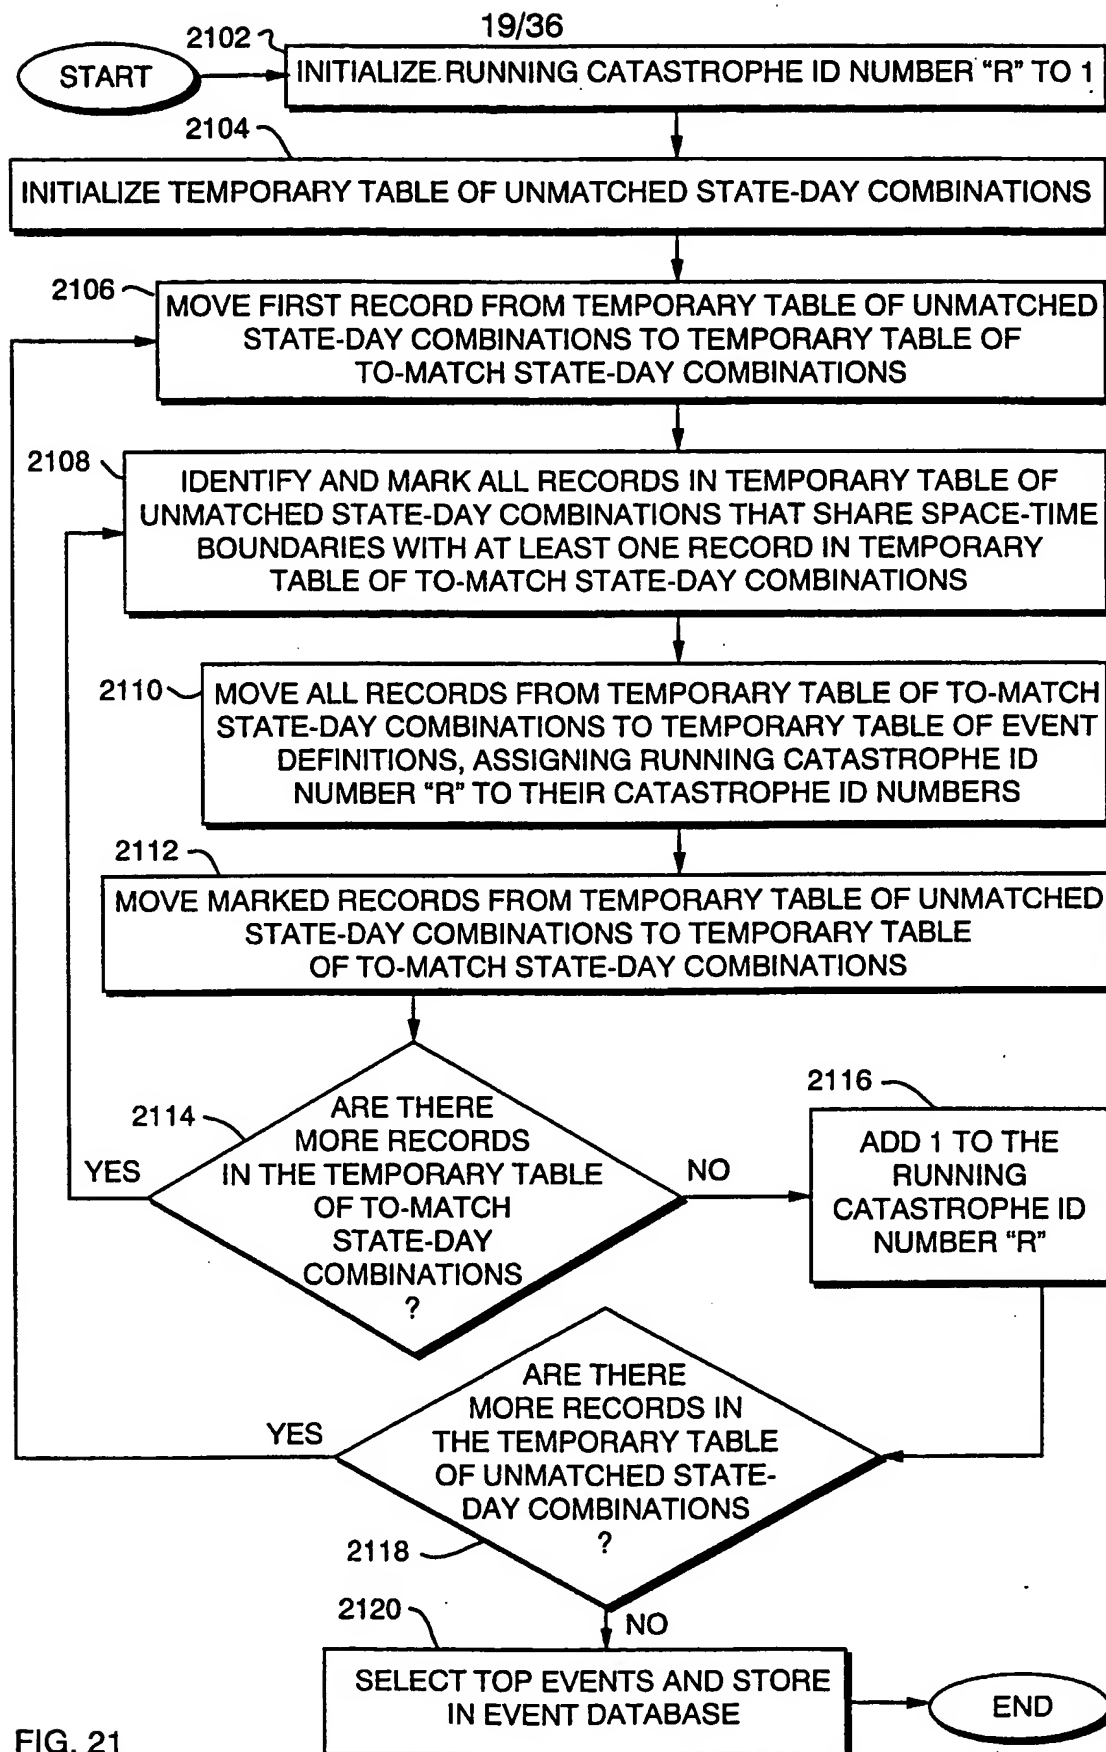 19/36
2102
START
INITIALIZE RUNNING CATASTROPHE ID NUMBER "R" TO 1
2104
INITIALIZE TEMPORARY TABLE OF UNMATCHED STATE-DAY COMBINATIONS
2106
MOVE FIRST RECORD FROM TEMPORARY TABLE OF UNMATCHED
STATE-DAY COMBINATIONS TO TEMPORARY TABLE OF
TO-MATCH STATE-DAY COMBINATIONS
2108
IDENTIFY AND MARK ALL RECORDS IN TEMPORARY TABLE OF
UNMATCHED STATE-DAY COMBINATIONS THAT SHARE SPACE-TIME
BOUNDARIES WITH AT LEAST ONE RECORD IN TEMPORARY
TABLE OF TO-MATCH STATE-DAY COMBINATIONS
2110
MOVE ALL RECORDS FROM TEMPORARY TABLE OF TO-MATCH
STATE-DAY COMBINATIONS TO TEMPORARY TABLE OF EVENT
DEFINITIONS, ASSIGNING RUNNING CATASTROPHE ID
NUMBER "R" TO THEIR CATASTROPHE ID NUMBERS
2112
MOVE MARKED RECORDS FROM TEMPORARY TABLE OF UNMATCHED
STATE-DAY COMBINATIONS TO TEMPORARY TABLE
OF TO-MATCH STATE-DAY COMBINATIONS
2114
ARE THERE
MORE RECORDS
IN THE TEMPORARY TABLE
OF TO-MATCH
STATE-DAY
COMBINATIONS
?
YES
NO
2116
ADD 1 TO THE
RUNNING
CATASTROPHE ID
NUMBER "R"
ARE THERE
MORE RECORDS IN
THE TEMPORARY TABLE
OF UNMATCHED STATE-
DAY COMBINATIONS
?
YES
2118
NO
2120
SELECT TOP EVENTS AND STORE
IN EVENT DATABASE
END
FIG. 21